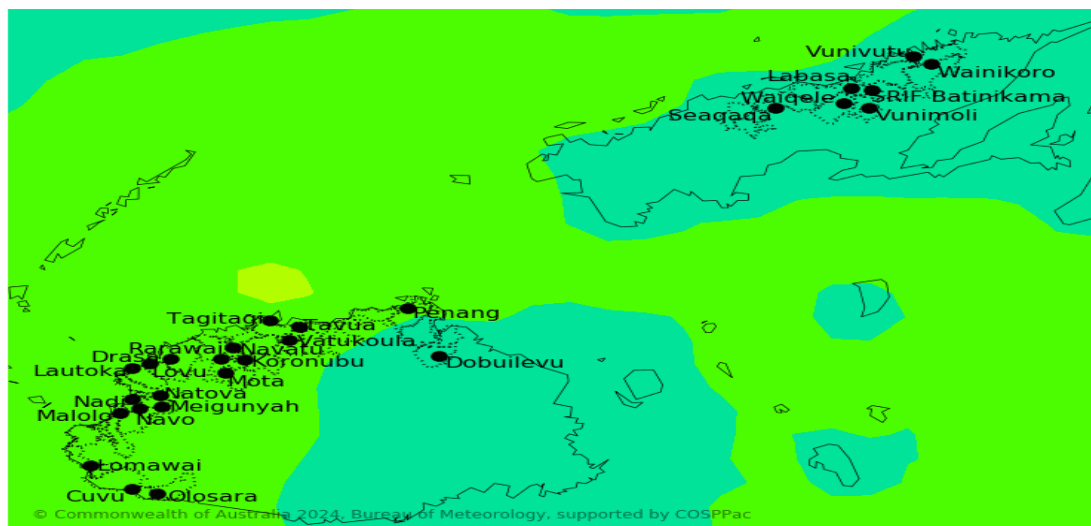 Vunivutu
Wainikoro
Labasa
Waiqele
SRIF Batinikama
Seaqaqa
Vunimoli
Penang
Tagitagi
Tavua
Vatukoula
Rarawai
Navatu
Drasa
Koronubu
Dobuilevu
Lautoka
Lovu
Mota
Natova
Nadi
Meigunyah
Malolo
Navo
Lomawai
Cuvu
Olosara
© Commonwealth of Australia 2024, Bureau of Meteorology, supported by COSPPac